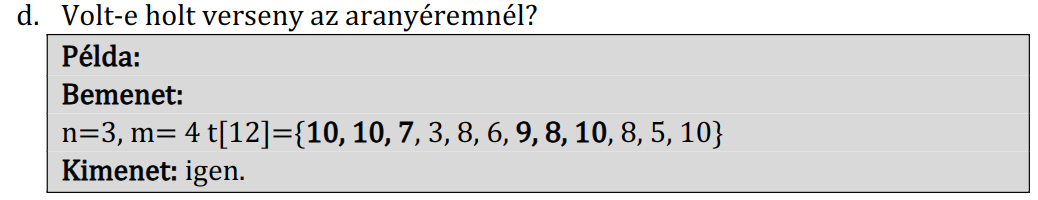 d. Volt-e holt verseny az aranyéremnél?
Példa:
Bemenet:
n=3, m= 4 t[12]={10, 10, 7, 3, 8, 6, 9, 8, 10, 8, 5, 10}
Kimenet: igen.